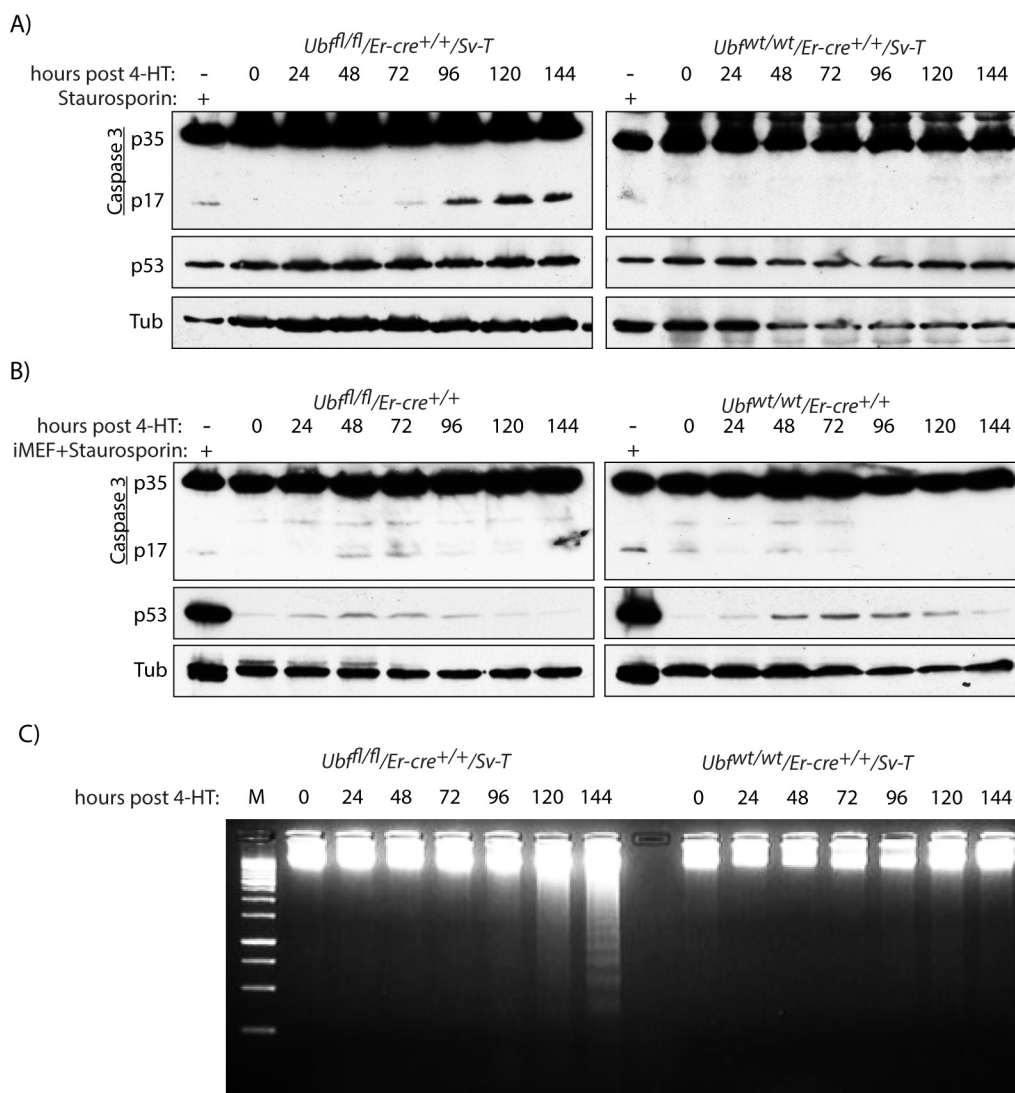 A)
Ubffl/fl/Er-cre+/+/Sv-T Ubfwt/wt/Er-cre+/+/Sv-T
hours post 4-HT: - 0 24 48 72 96 120 144 - 0 24 48 72 96 120 144
Staurosporin: + +
Caspase 3
p35
p17
p53
Tub
B)
Ubffl/fl/Er-cre+/+ Ubfwt/wt/Er-cre+/+
hours post 4-HT: - 0 24 48 72 96 120 144 - 0 24 48 72 96 120 144
iMEF+Staurosporin: + +
Caspase 3
p35
p17
p53
Tub
C)
Ubffl/fl/Er-cre+/+/Sv-T Ubfwt/wt/Er-cre+/+/Sv-T
hours post 4-HT: M 0 24 48 72 96 120 144 0 24 48 72 96 120 144